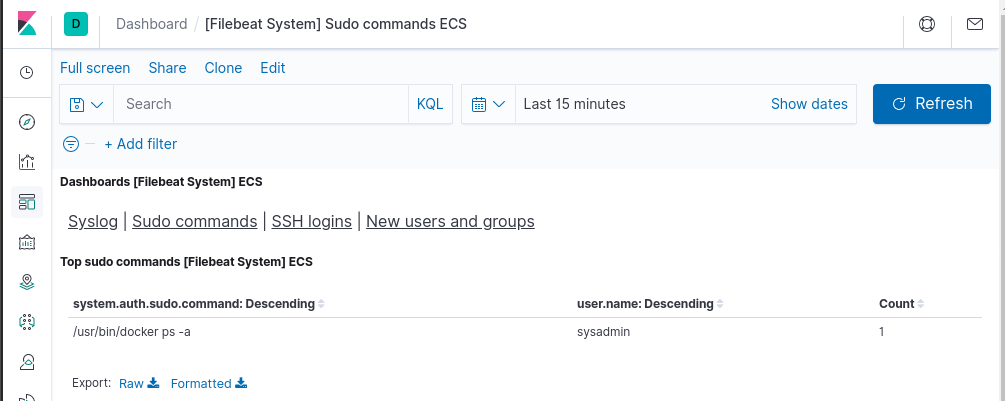 D Dashboard / [Filebeat System] Sudo commands ECS
Full screen Share Clone Edit
Search KQL Last 15 minutes Show dates Refresh
+ Add filter
Dashboards [Filebeat System] ECS
Syslog | Sudo commands | SSH logins | New users and groups
Top sudo commands [Filebeat System] ECS
system.auth.sudo.command: Descending user.name: Descending Count
/usr/bin/docker ps -a sysadmin 1
Export: Raw Formatted